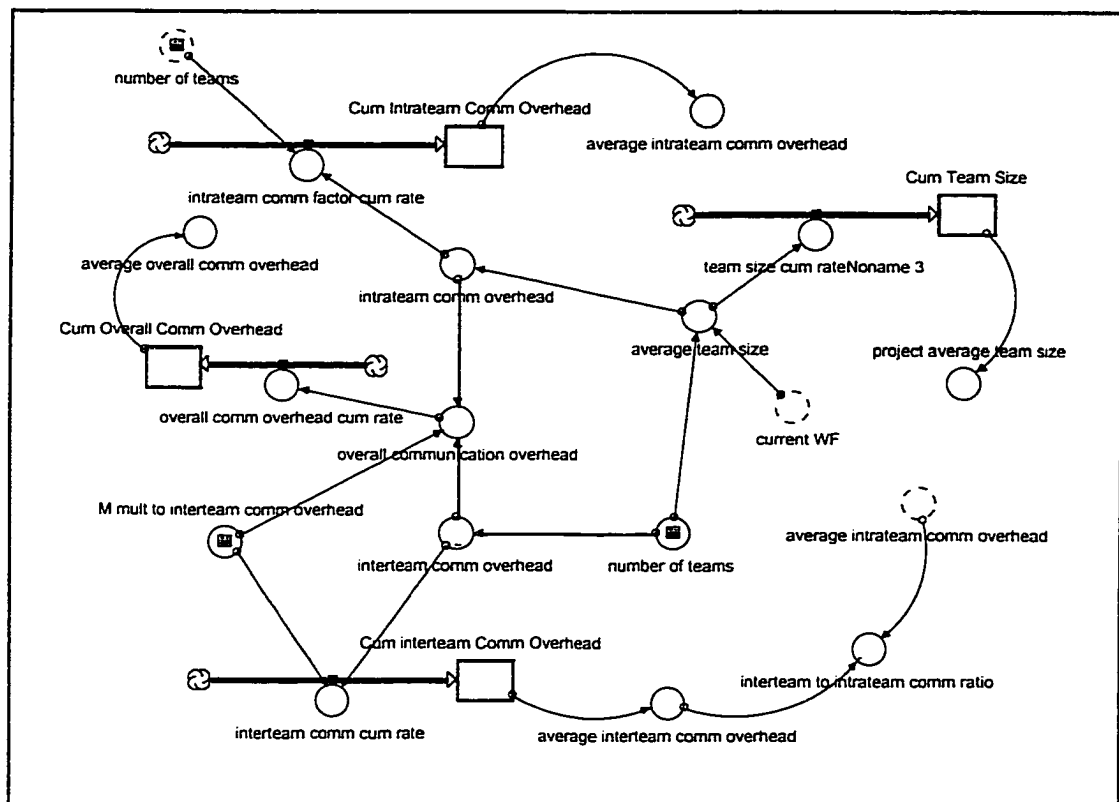 number of teams
Cum Intrateam Comm Overhead
average intrateam comm overhead
Cum Team Size
intrateam comm factor cum rate
average overall comm overhead
team size cum rateNoname 3
intrateam comm overhead
Cum Overall Comm Overhead
average team size
project average team size
overall comm overhead cum rate
current WF
overall communication overhead
M mult to interteam comm overhead
average intrateam comm overhead
interteam comm overhead
number of teams
Cum interteam Comm Overhead
interteam to intrateam comm ratio
interteam comm cum rate
average interteam comm overhead